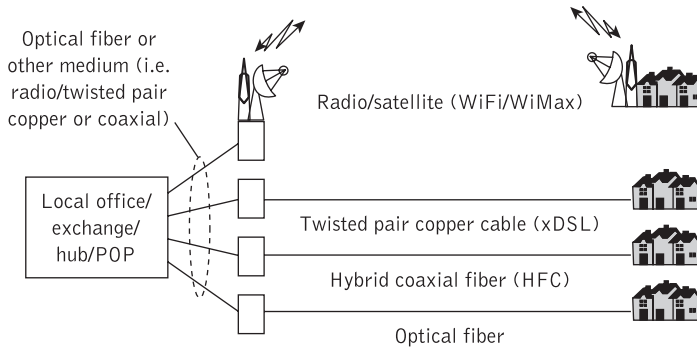 Optical fiber or
other medium (i.e.
radio/twisted pair
copper or coaxial)
Radio/satellite (WiFi/WiMax)
Local office/
exchange/
hub/POP
Twisted pair copper cable (xDSL)
Hybrid coaxial fiber (HFC)
Optical fiber